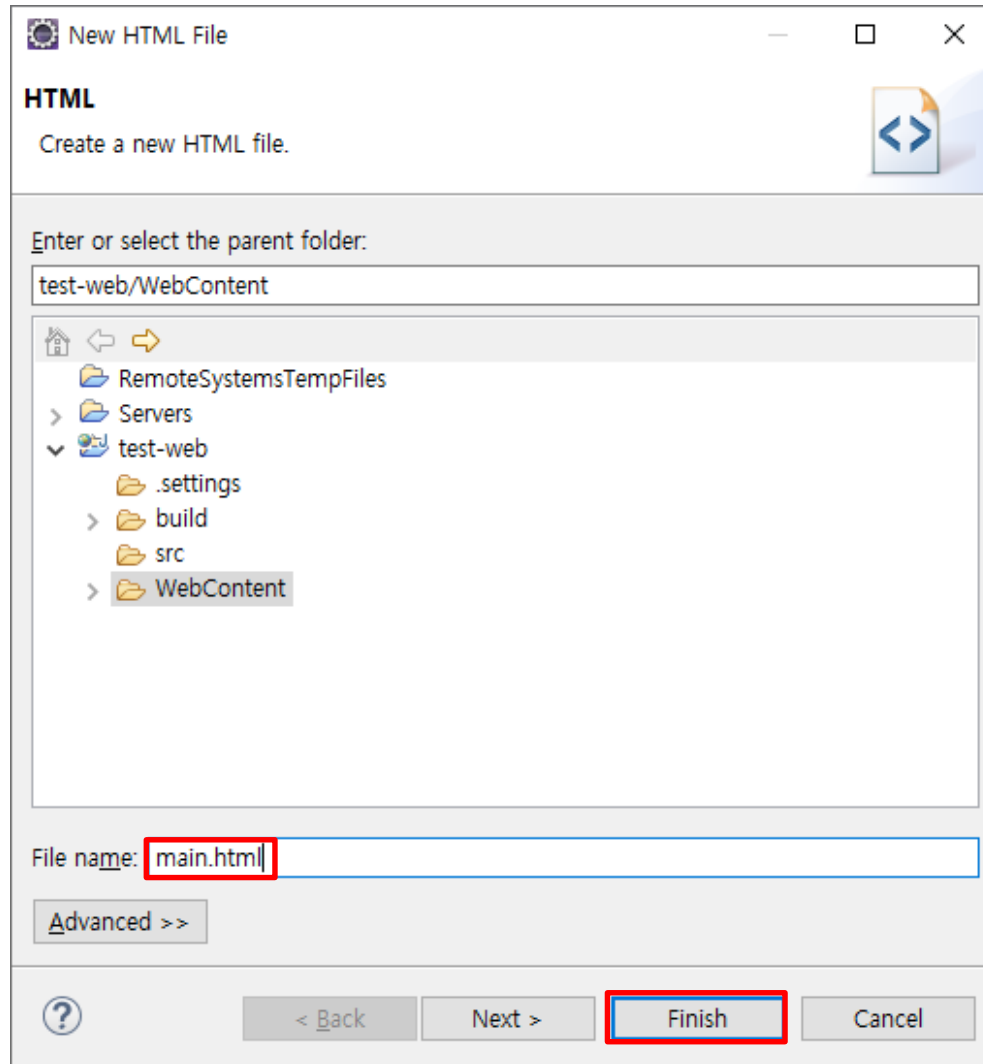 New HTML File
HTML
Create a new HTML file.
Enter or select the parent folder:
test-web/WebContent
RemoteSystemsTempFiles
Servers
test-web
.settings
build
src
WebContent
File name: main.html
Advanced >>
< Back Next > Finish Cancel